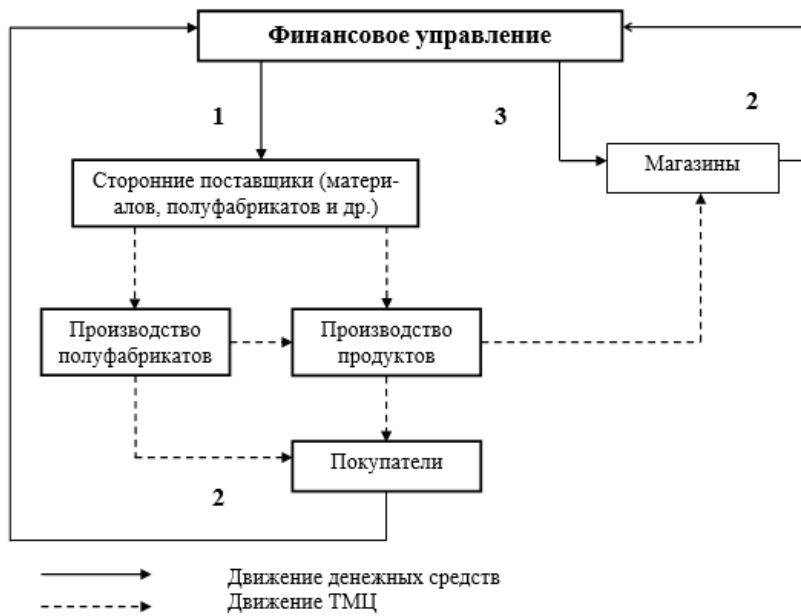 Финансовое управление
1
3
2
Сторонние поставщики (матери-
алов, полуфабрикатов и др.)
Магазины
Производство
полуфабрикатов
Производство
продуктов
Покупатели
2
Движение денежных средств
Движение ТМЦ